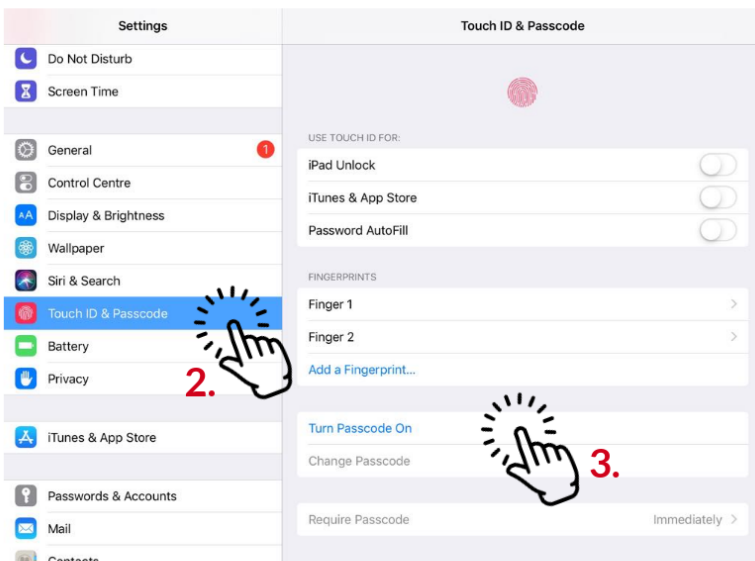 Settings
Do Not Disturb
Screen Time
General
1
Control Centre
AA
Display & Brightness
Wallpaper
Siri & Search
Touch ID & Passcode
2.
Battery
Privacy
iTunes & App Store
Passwords & Accounts
Mail
Contacts
Touch ID & Passcode
USE TOUCH ID FOR:
iPad Unlock
iTunes & App Store
Password AutoFill
FINGERPRINTS
Finger 1
Finger 2
Add a Fingerprint...
Turn Passcode On
3.
Change Passcode
Require Passcode Immediately